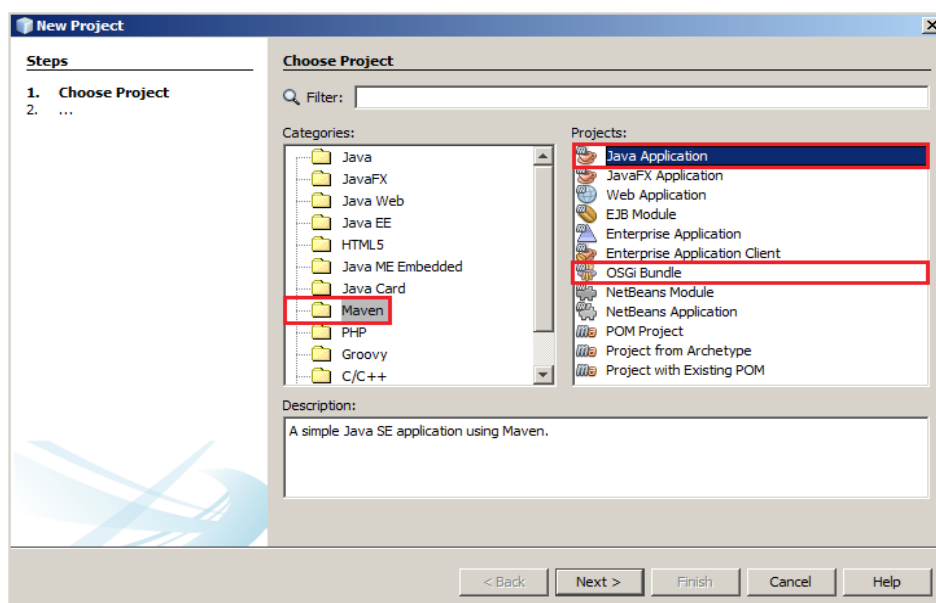 New Project
Steps
1. Choose Project
2. ...
Choose Project
Filter:
Categories:
Java
JavaFX
Java Web
Java EE
HTML5
Java ME Embedded
Java Card
Maven
PHP
Groovy
C/C++
Projects:
Java Application
JavaFX Application
Web Application
EJB Module
Enterprise Application
Enterprise Application Client
OSGi Bundle
NetBeans Module
NetBeans Application
POM Project
Project from Archetype
Project with Existing POM
Description:
A simple Java SE application using Maven.
< Back
Next >
Finish
Cancel
Help